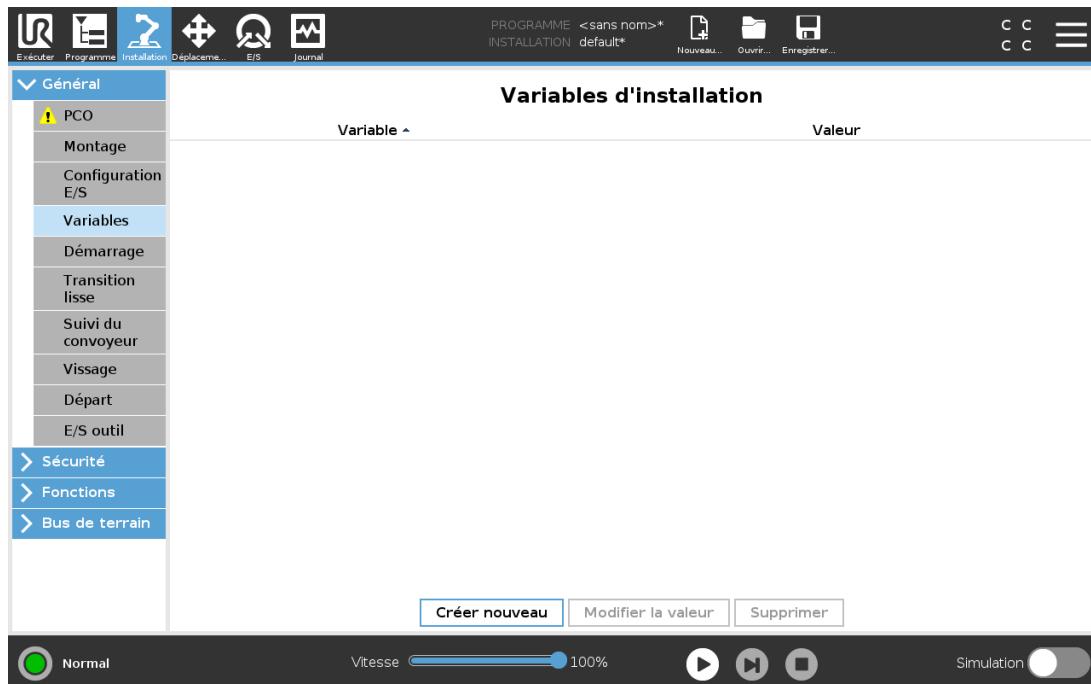 PROGRAMME <sans nom>*
INSTALLATION default*
Exécuter Programme Installation Déplaceme... E/S Journal
Nouveau... Ouvrir... Enregistrer...
C C
C C
Général
PCO
Montage
Configuration
E/S
Variables
Démarrage
Transition
lisse
Suivi du
convoyeur
Vissage
Départ
E/S outil
Sécurité
Fonctions
Bus de terrain
Variables d'installation
Variable Valeur
Créer nouveau Modifier la valeur Supprimer
Normal Vitesse 100% Simulation